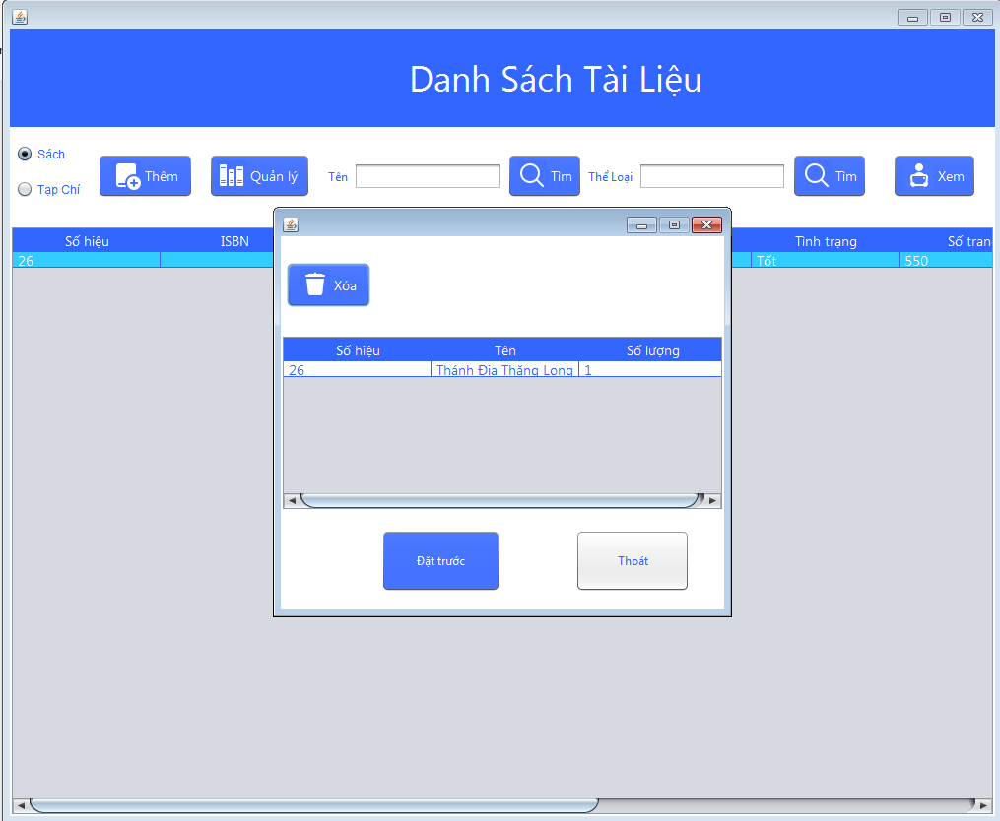 Danh Sách Tài Liệu
Sách
Tạp Chí
Thêm
Quản lý
Tên
Tìm
Thể Loại
Tìm
Xem
Số hiệu ISBN Tình trạng Số tran
26 Tốt 550
Xóa
Số hiệu Tên Số lượng
26 Thánh Địa Thăng Long 1
Đặt trước
Thoát